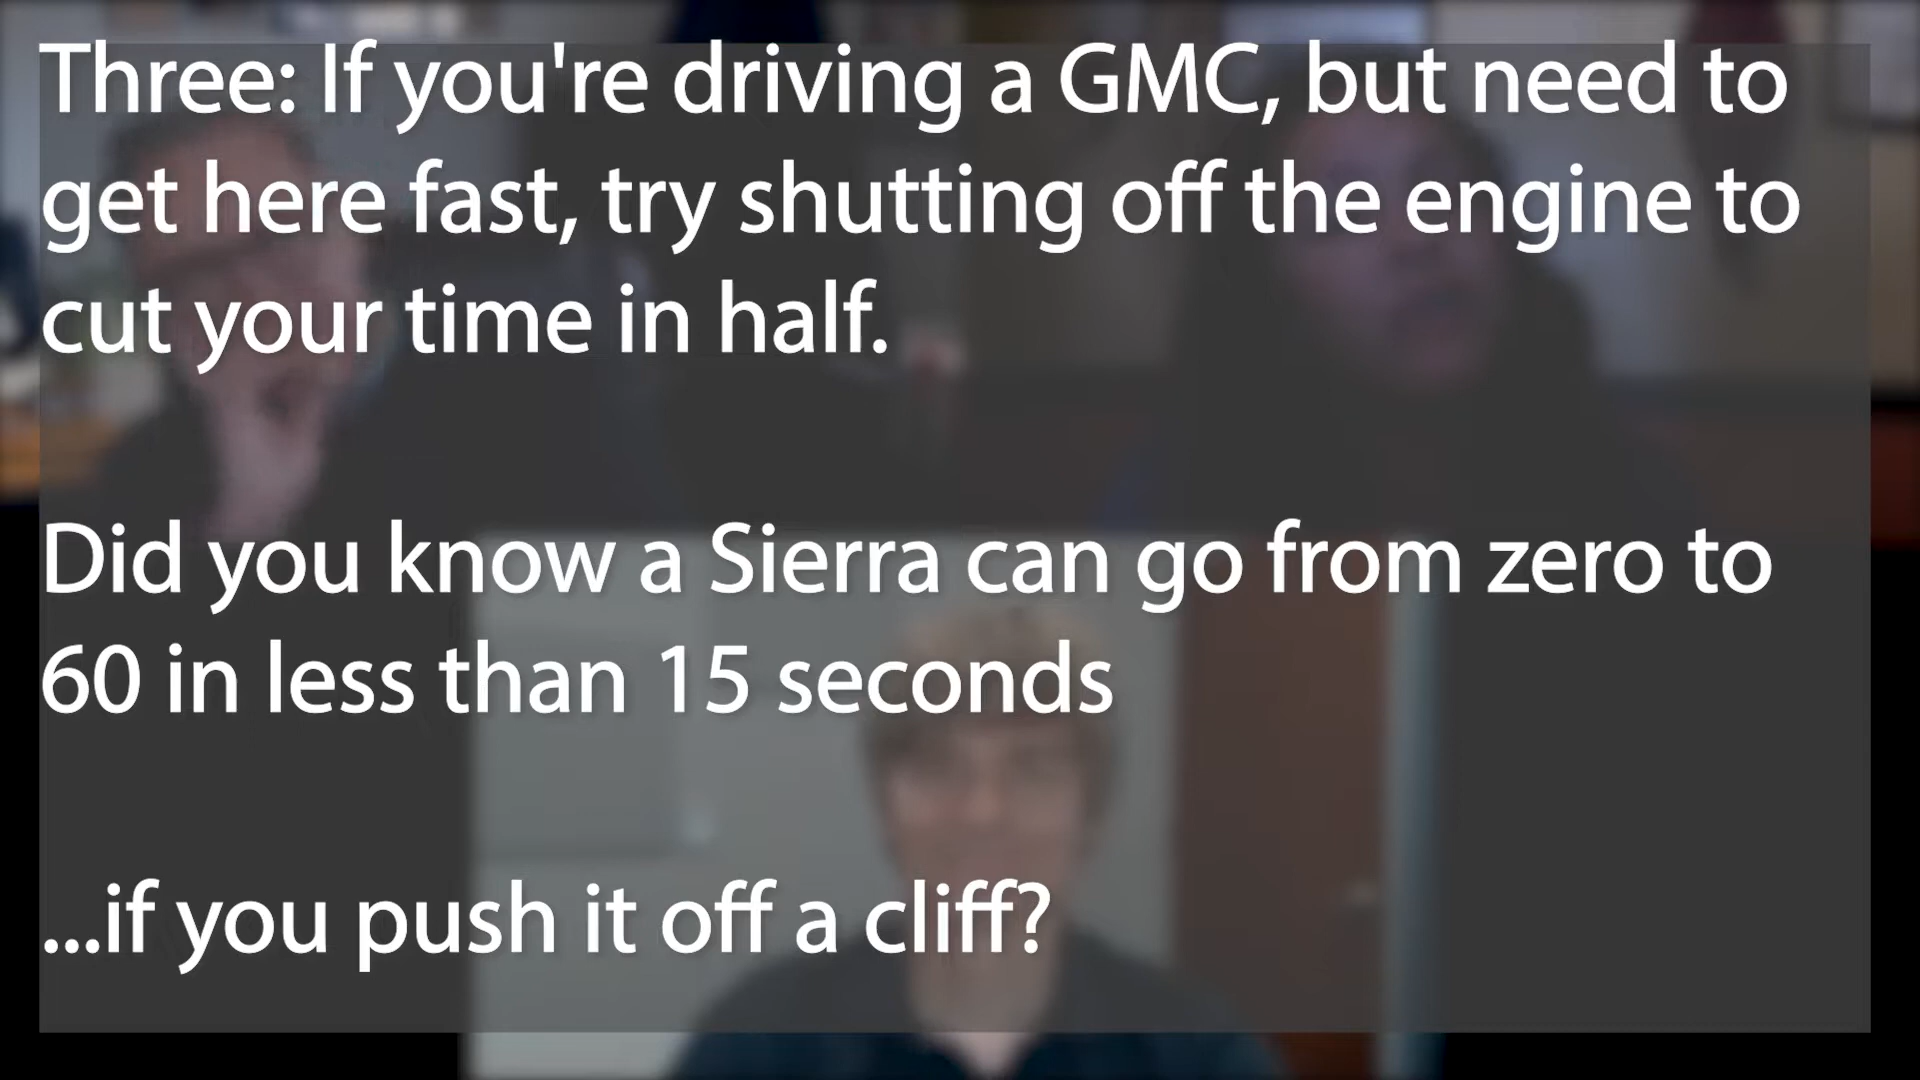 Three: If you're driving a GMC, but need to
get here fast, try shutting off the engine to
cut your time in half.
Did you know a Sierra can go from zero to
60 in less than 15 seconds
...if you push it off a cliff?